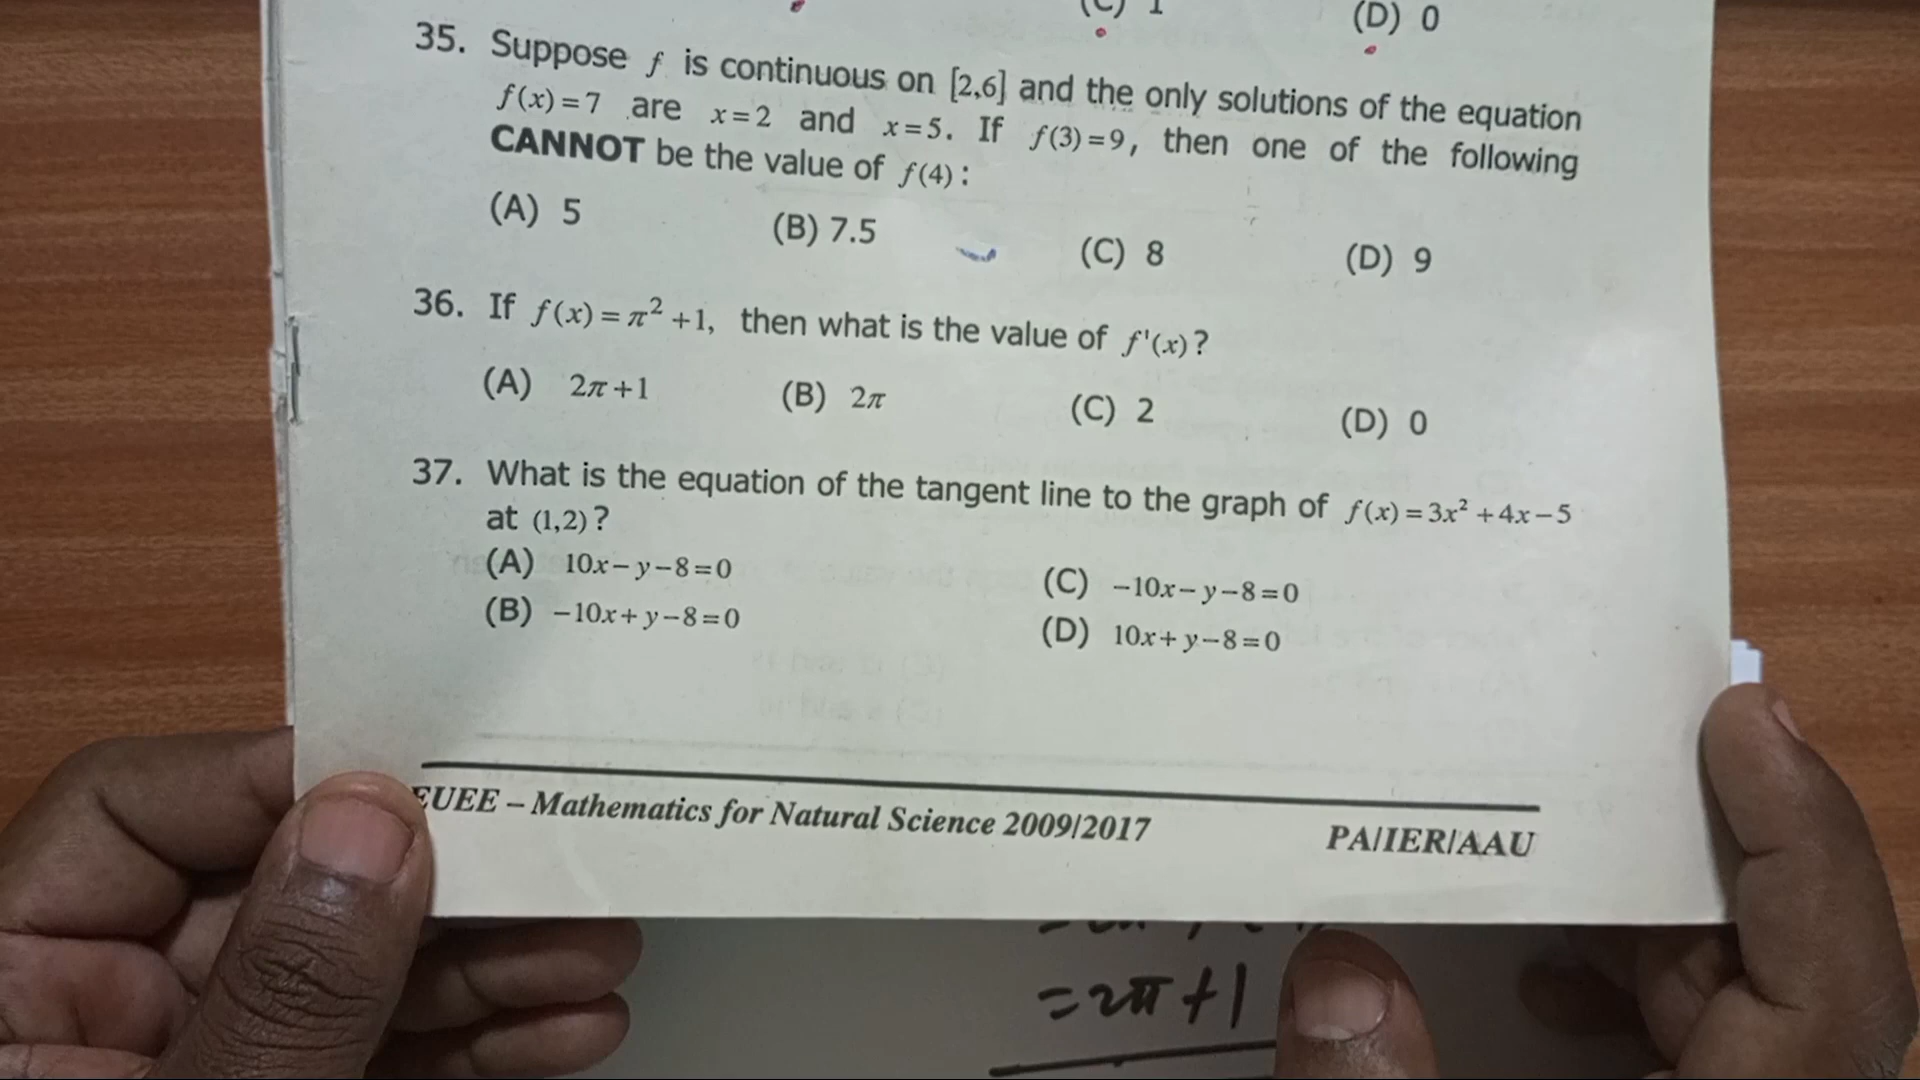 (C) 1 (D) 0
35. Suppose f is continuous on [2,6] and the only solutions of the equation
f(x)=7 are x=2 and x=5. If f(3)=9, then one of the following
CANNOT be the value of f(4):
(A) 5 (B) 7.5 (C) 8 (D) 9
36. If f(x)=π²+1, then what is the value of f'(x)?
(A) 2π+1 (B) 2π (C) 2 (D) 0
37. What is the equation of the tangent line to the graph of f(x)=3x²+4x−5
at (1,2)?
(A) 10x−y−8=0 (C) −10x−y−8=0
(B) −10x+y−8=0 (D) 10x+y−8=0
EUEE – Mathematics for Natural Science 2009/2017 PA/IER/AAU
=2π+1